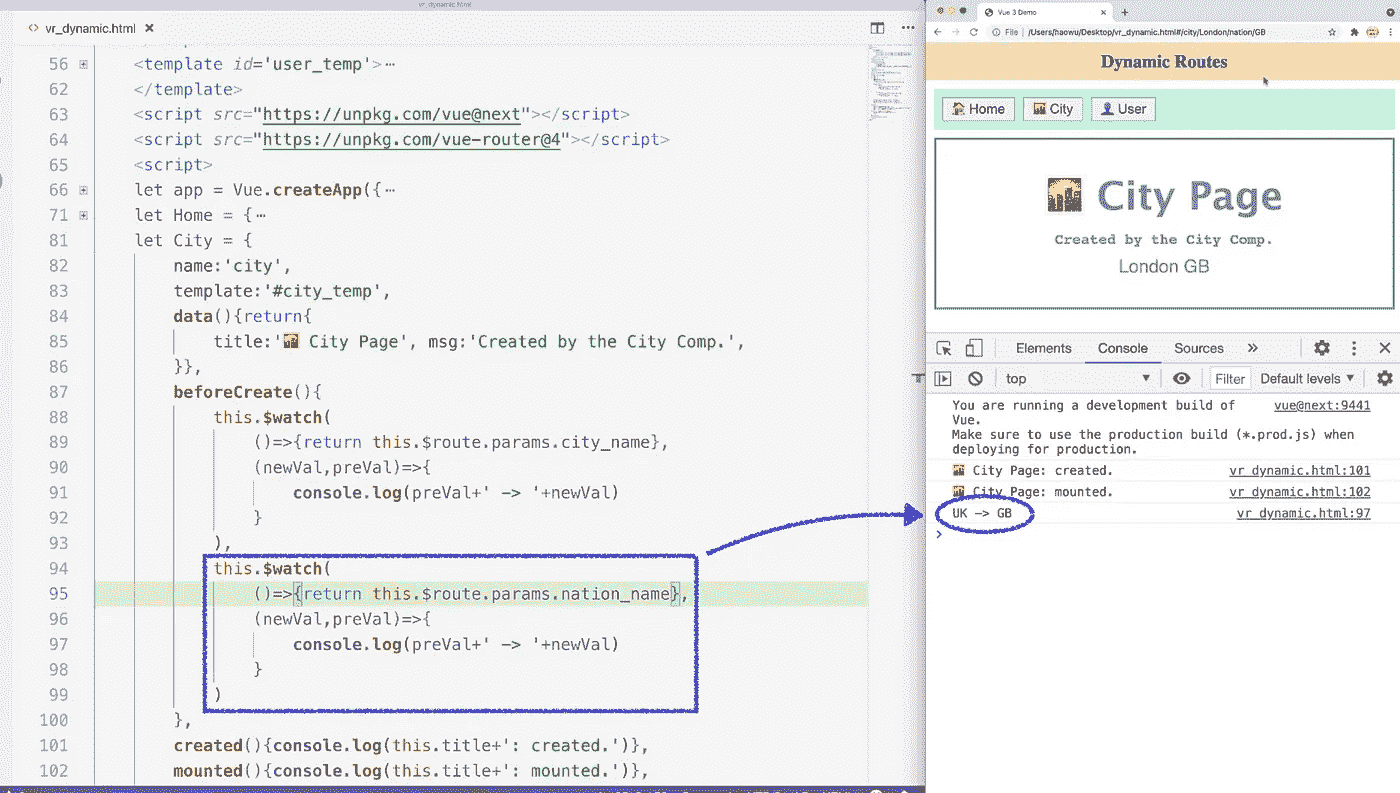 vr_dynamic.html
vr_dynamic.html
56 <template id='user_temp'>⋯
62 </template>
63 <script src="https://unpkg.com/vue@next"></script>
64 <script src="https://unpkg.com/vue-router@4"></script>
65 <script>
66 let app = Vue.createApp({⋯
71 let Home = {⋯
81 let City = {
82 name:'city',
83 template:'#city_temp',
84 data(){return{
85 title:'🌇 City Page', msg:'Created by the City Comp.',
86 }},
87 beforeCreate(){
88 this.$watch(
89 ()=>{return this.$route.params.city_name},
90 (newVal,preVal)=>{
91 console.log(preVal+' -> '+newVal)
92 }
93 ),
94 this.$watch(
95 ()=>{return this.$route.params.nation_name},
96 (newVal,preVal)=>{
97 console.log(preVal+' -> '+newVal)
98 }
99 )
100 },
101 created(){console.log(this.title+': created.')},
102 mounted(){console.log(this.title+': mounted.')},
Vue 3 Demo
File | /Users/haowu/Desktop/vr_dynamic.html#/city/London/nation/GB
Dynamic Routes
🏠 Home 🌇 City 👤 User
🌇 City Page
Created by the City Comp.
London GB
Elements Console Sources »
top Filter Default levels ▼
You are running a development build of vue@next:9441
Vue.
Make sure to use the production build (*.prod.js) when
deploying for production.
🌇 City Page: created. vr_dynamic.html:101
🌇 City Page: mounted. vr_dynamic.html:102
UK -> GB vr_dynamic.html:97